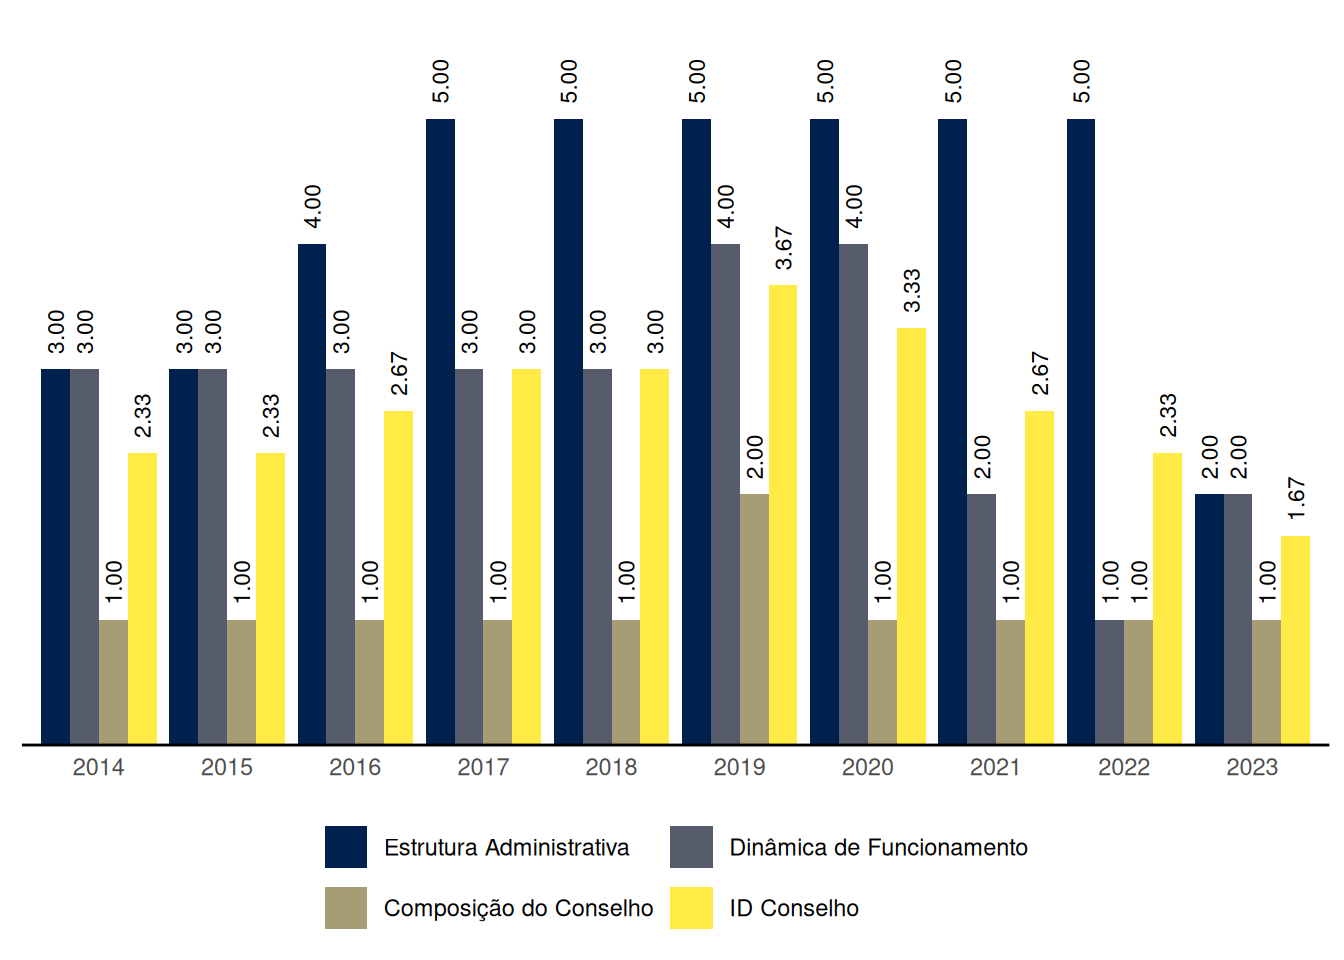 3.00 3.00 1.00 2.33
3.00 3.00 1.00 2.33
4.00 3.00 1.00 2.67
5.00 3.00 1.00 3.00
5.00 3.00 1.00 3.00
5.00 4.00 2.00 3.67
5.00 4.00 1.00 3.33
5.00 2.00 1.00 2.67
5.00 1.00 1.00 2.33
2.00 2.00 1.00 1.67
2014 2015 2016 2017 2018 2019 2020 2021 2022 2023
Estrutura Administrativa Dinâmica de Funcionamento
Composição do Conselho ID Conselho